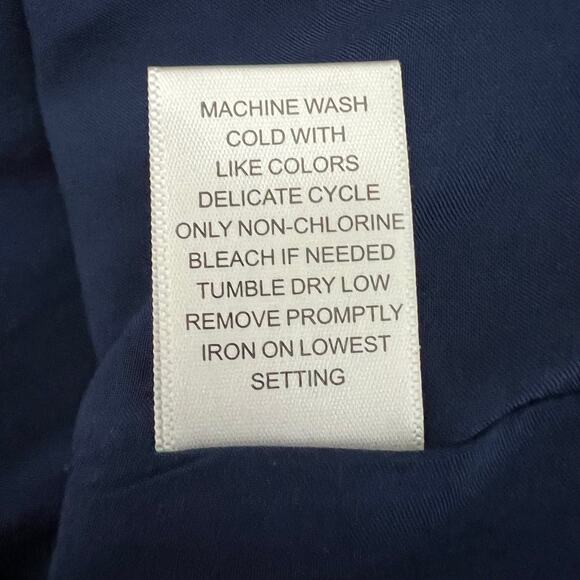 MACHINE WASH
COLD WITH
LIKE COLORS
DELICATE CYCLE
ONLY NON-CHLORINE
BLEACH IF NEEDED
TUMBLE DRY LOW
REMOVE PROMPTLY
IRON ON LOWEST
SETTING